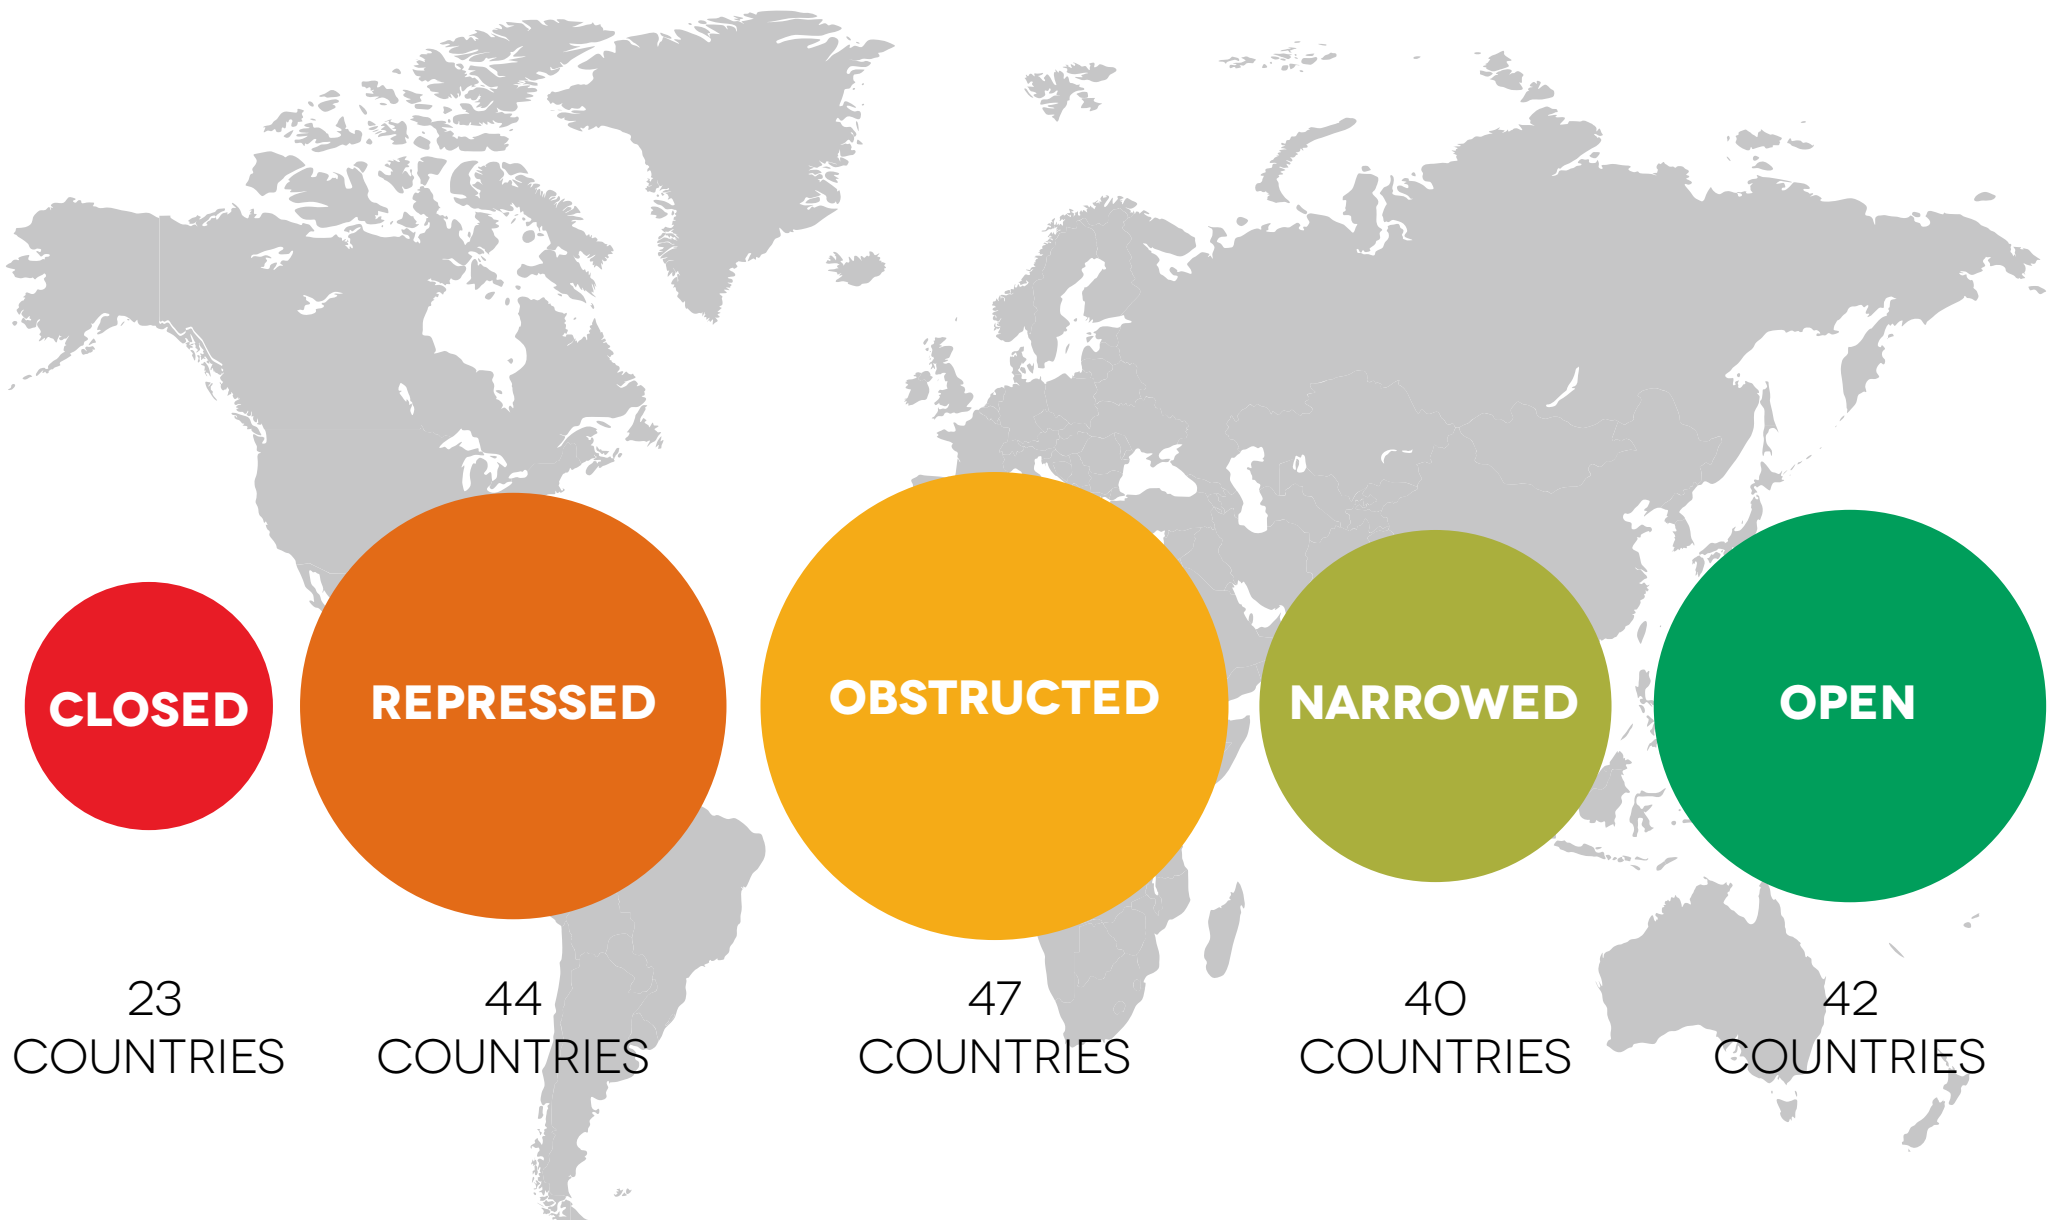 CLOSED
REPRESSED
OBSTRUCTED
NARROWED
OPEN
23
COUNTRIES
44
COUNTRIES
47
COUNTRIES
40
COUNTRIES
42
COUNTRIES